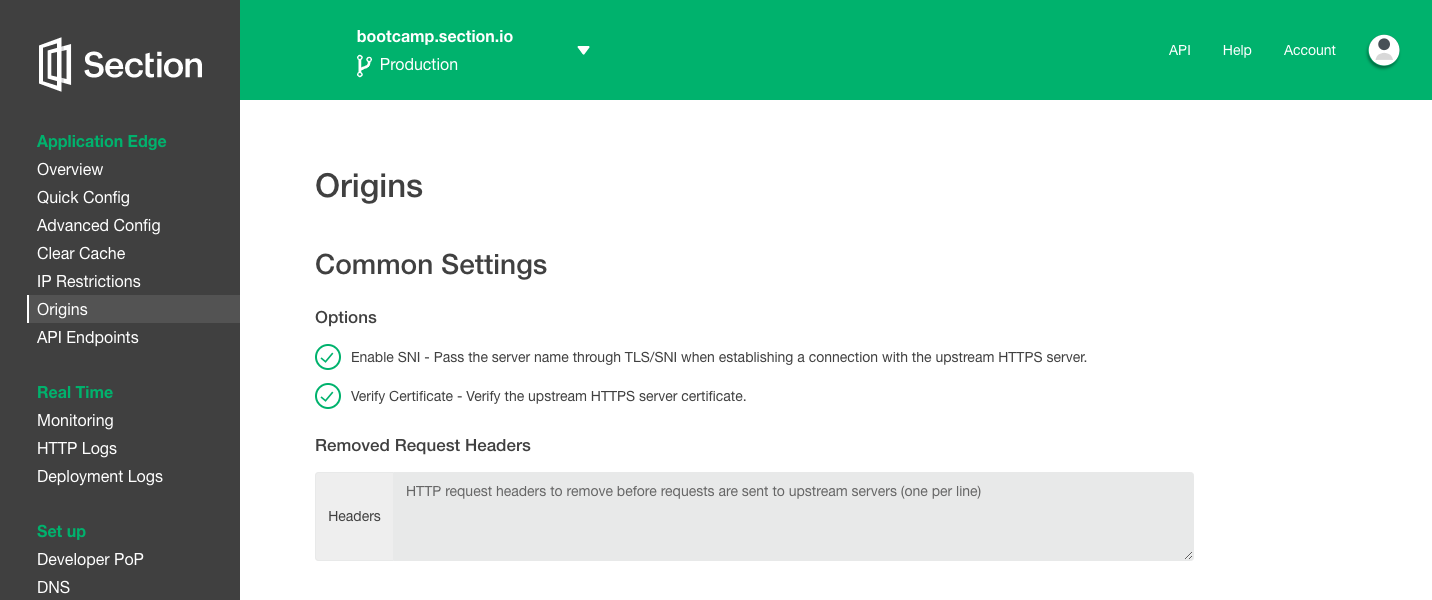 Section
Application Edge
Overview
Quick Config
Advanced Config
Clear Cache
IP Restrictions
Origins
API Endpoints
Real Time
Monitoring
HTTP Logs
Deployment Logs
Set up
Developer PoP
DNS
bootcamp.section.io
Production
API
Help
Account
Origins
Common Settings
Options
Enable SNI - Pass the server name through TLS/SNI when establishing a connection with the upstream HTTPS server.
Verify Certificate - Verify the upstream HTTPS server certificate.
Removed Request Headers
Headers
HTTP request headers to remove before requests are sent to upstream servers (one per line)